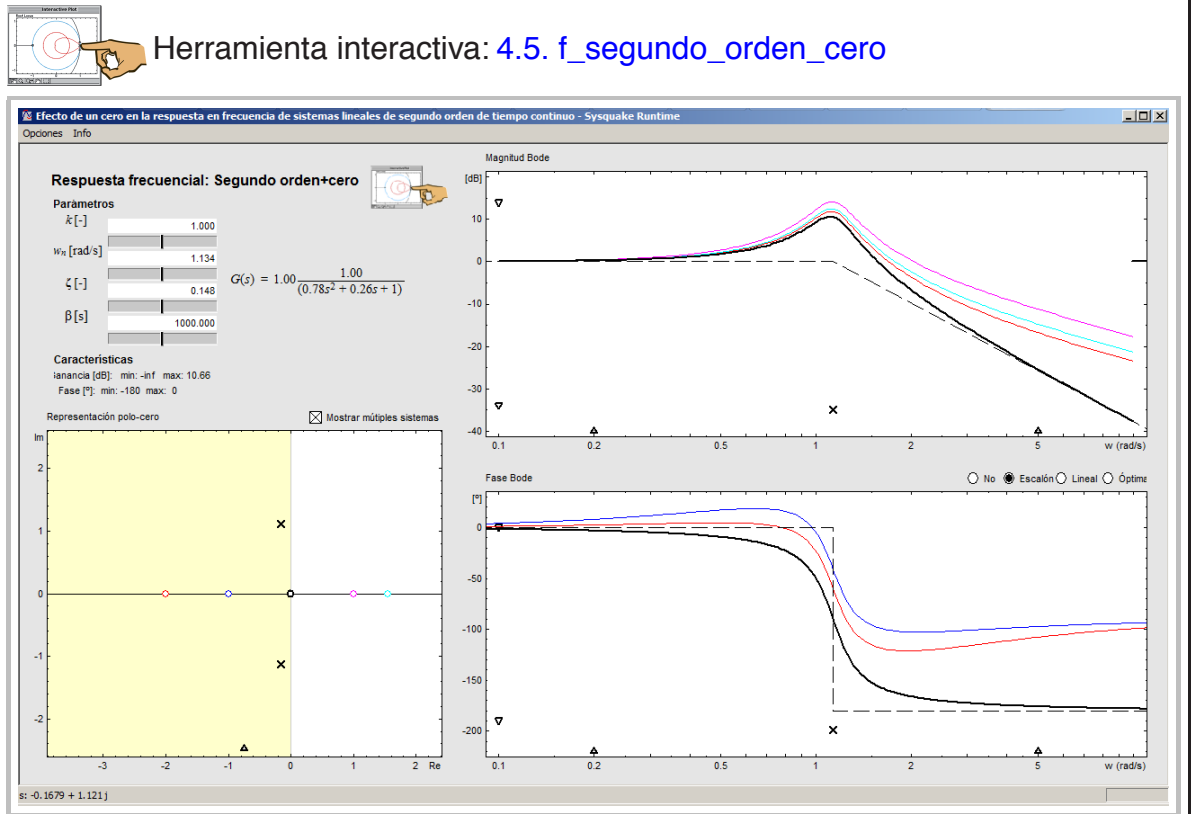 Interactive Plot
Herramienta interactiva: 4.5. f_segundo_orden_cero
Efecto de un cero en la respuesta en frecuencia de sistemas lineales de segundo orden de tiempo continuo - Sysquake Runtime
Opciones Info
Respuesta frecuencial: Segundo orden+cero
Parámetros
k [-]
1.000
wn [rad/s]
1.134
ζ [-]
0.148
β [s]
1000.000
G(s) = 1.00 1.00 / (0.78s² + 0.26s + 1)
Características
ianancia [dB]: min: -inf max: 10.66
Fase [º]: min: -180 max: 0
Representación polo-cero
Mostrar mútiples sistemas
Im
2
1
0
-1
-2
-3 -2 -1 0 1 2 Re
Magnitud Bode
[dB]
10
0
-10
-20
-30
-40
0.1 0.2 0.5 1 2 5 w (rad/s)
Fase Bode
No Escalón Lineal Óptima
[º]
0
-50
-100
-150
-200
0.1 0.2 0.5 1 2 5 w (rad/s)
s: -0.1679 + 1.121 j